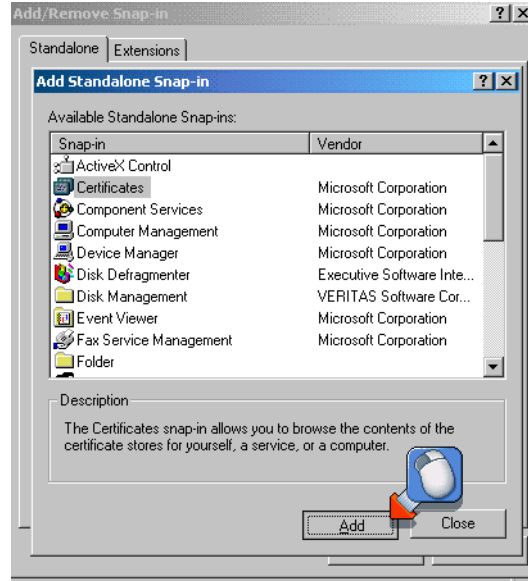 Add/Remove Snap-in
Standalone Extensions
Add Standalone Snap-in
Available Standalone Snap-ins:
Snap-in Vendor
ActiveX Control
Certificates Microsoft Corporation
Component Services Microsoft Corporation
Computer Management Microsoft Corporation
Device Manager Microsoft Corporation
Disk Defragmenter Executive Software Inte...
Disk Management VERITAS Software Cor...
Event Viewer Microsoft Corporation
Fax Service Management Microsoft Corporation
Folder
Description
The Certificates snap-in allows you to browse the contents of the
certificate stores for yourself, a service, or a computer.
Add Close